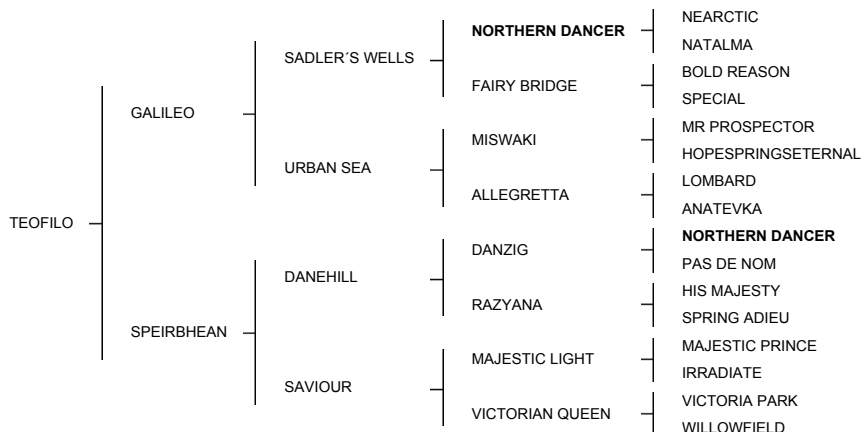 NEARCTIC
NORTHERN DANCER
NATALMA
SADLER´S WELLS
BOLD REASON
FAIRY BRIDGE
SPECIAL
GALILEO
MR PROSPECTOR
MISWAKI
HOPESPRINGSETERNAL
URBAN SEA
LOMBARD
ALLEGRETTA
ANATEVKA
TEOFILO
NORTHERN DANCER
DANZIG
PAS DE NOM
DANEHILL
HIS MAJESTY
RAZYANA
SPRING ADIEU
SPEIRBHEAN
MAJESTIC PRINCE
MAJESTIC LIGHT
IRRADIATE
SAVIOUR
VICTORIA PARK
VICTORIAN QUEEN
WILLOWFIELD